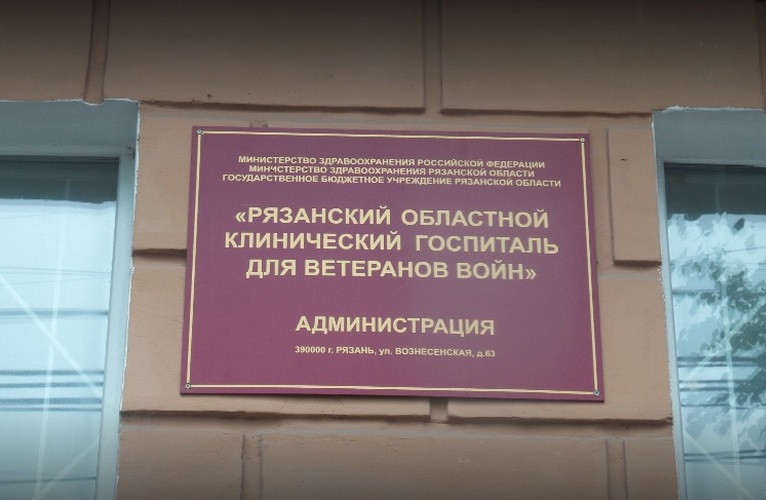 МИНИСТЕРСТВО ЗДРАВООХРАНЕНИЯ РОССИЙСКОЙ ФЕДЕРАЦИИ
МИНИСТЕРСТВО ЗДРАВООХРАНЕНИЯ РЯЗАНСКОЙ ОБЛАСТИ
ГОСУДАРСТВЕННОЕ БЮДЖЕТНОЕ УЧРЕЖДЕНИЕ РЯЗАНСКОЙ ОБЛАСТИ
«РЯЗАНСКИЙ ОБЛАСТНОЙ
КЛИНИЧЕСКИЙ ГОСПИТАЛЬ
ДЛЯ ВЕТЕРАНОВ ВОЙН»
АДМИНИСТРАЦИЯ
390000 г. РЯЗАНЬ, ул. ВОЗНЕСЕНСКАЯ, д.63